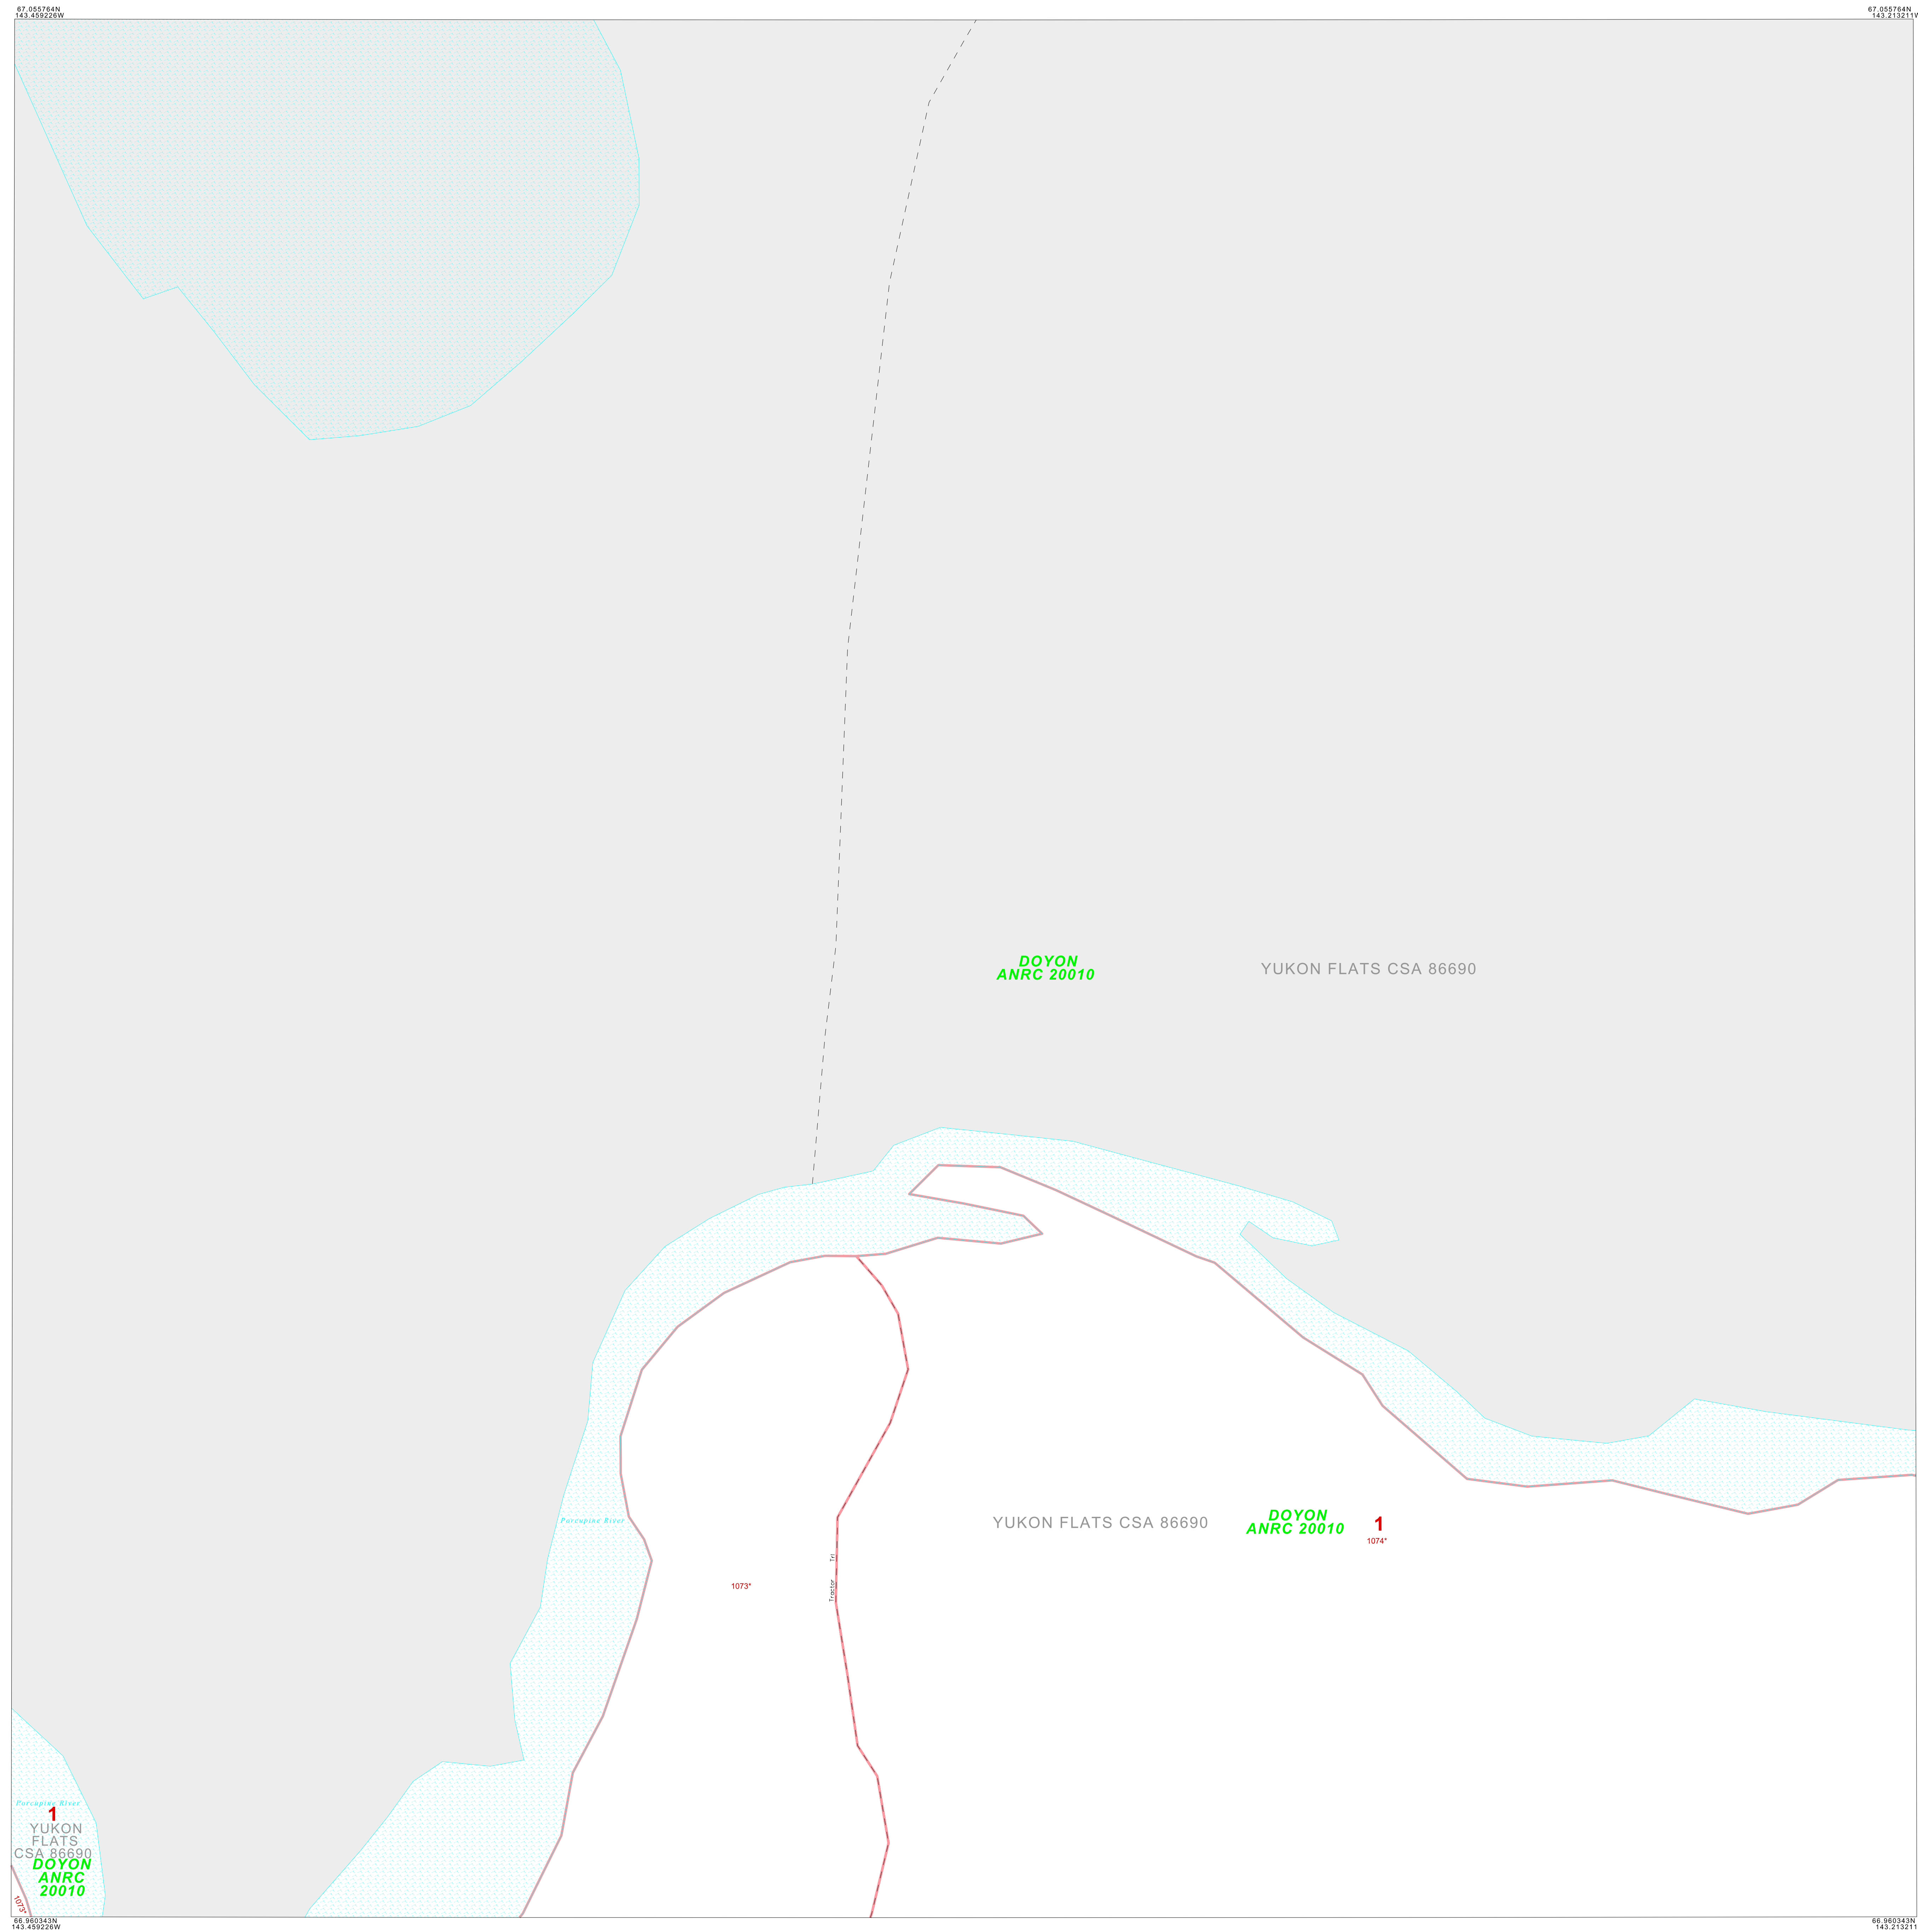 67.055764N
143.459226W
67.055764N
143.213211W
DOYON
ANRC 20010
YUKON FLATS CSA 86690
Porcupine River
YUKON FLATS CSA 86690
DOYON
ANRC 20010
1
1074*
1073*
Tractor Trl
Porcupine River
1
YUKON
FLATS
CSA 86690
DOYON
ANRC
20010
1073*
66.960343N
143.459226W
66.960343N
143.213211